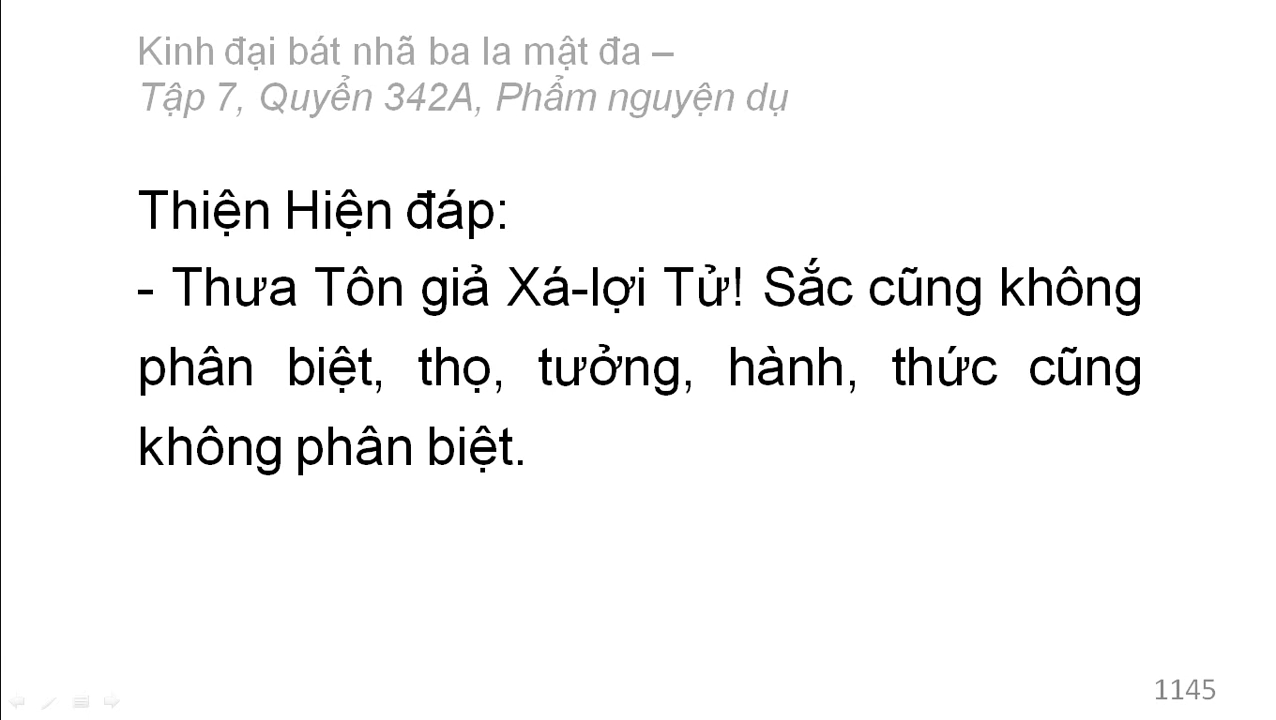 Kinh đại bát nhã ba la mật đa –
Tập 7, Quyển 342A, Phẩm nguyện dụ
Thiện Hiện đáp:
- Thưa Tôn giả Xá-lợi Tử! Sắc cũng không
phân biệt, thọ, tưởng, hành, thức cũng
không phân biệt.
1145